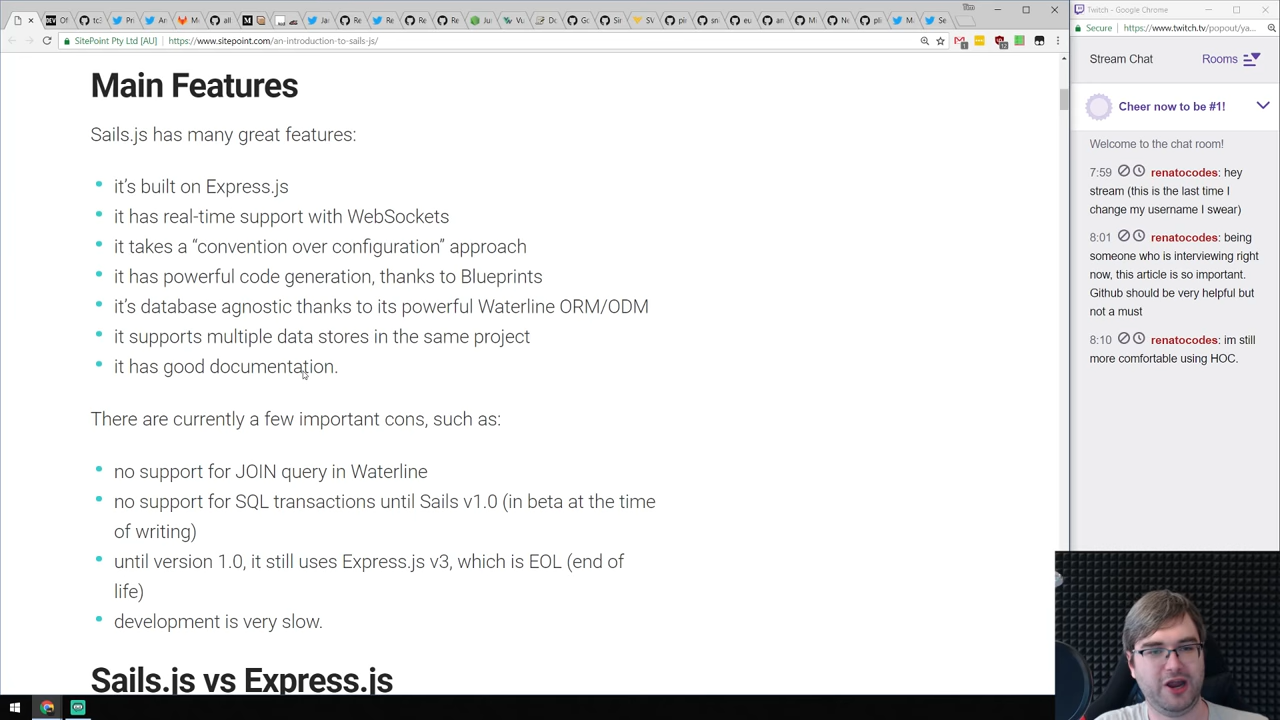 Twitch - Google Chrome
SitePoint Pty Ltd [AU]
https://www.sitepoint.com/an-introduction-to-sails-js/
Main Features
Sails.js has many great features:
it's built on Express.js
it has real-time support with WebSockets
it takes a “convention over configuration” approach
it has powerful code generation, thanks to Blueprints
it's database agnostic thanks to its powerful Waterline ORM/ODM
it supports multiple data stores in the same project
it has good documentation.
There are currently a few important cons, such as:
no support for JOIN query in Waterline
no support for SQL transactions until Sails v1.0 (in beta at the time
of writing)
until version 1.0, it still uses Express.js v3, which is EOL (end of
life)
development is very slow.
Sails.js vs Express.js
Secure
https://www.twitch.tv/popout/ya...
Stream Chat
Rooms
Cheer now to be #1!
Welcome to the chat room!
7:59 renatocodes: hey
stream (this is the last time I
change my username I swear)
8:01 renatocodes: being
someone who is interviewing right
now, this article is so important.
Github should be very helpful but
not a must
8:10 renatocodes: im still
more comfortable using HOC.